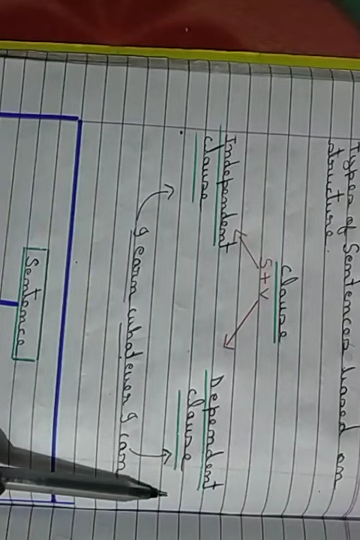 Types of Sentences based on
structure.
Clause
S+V
Independent
Clause
Dependent
Clause
I earn whatever I can
Sentence